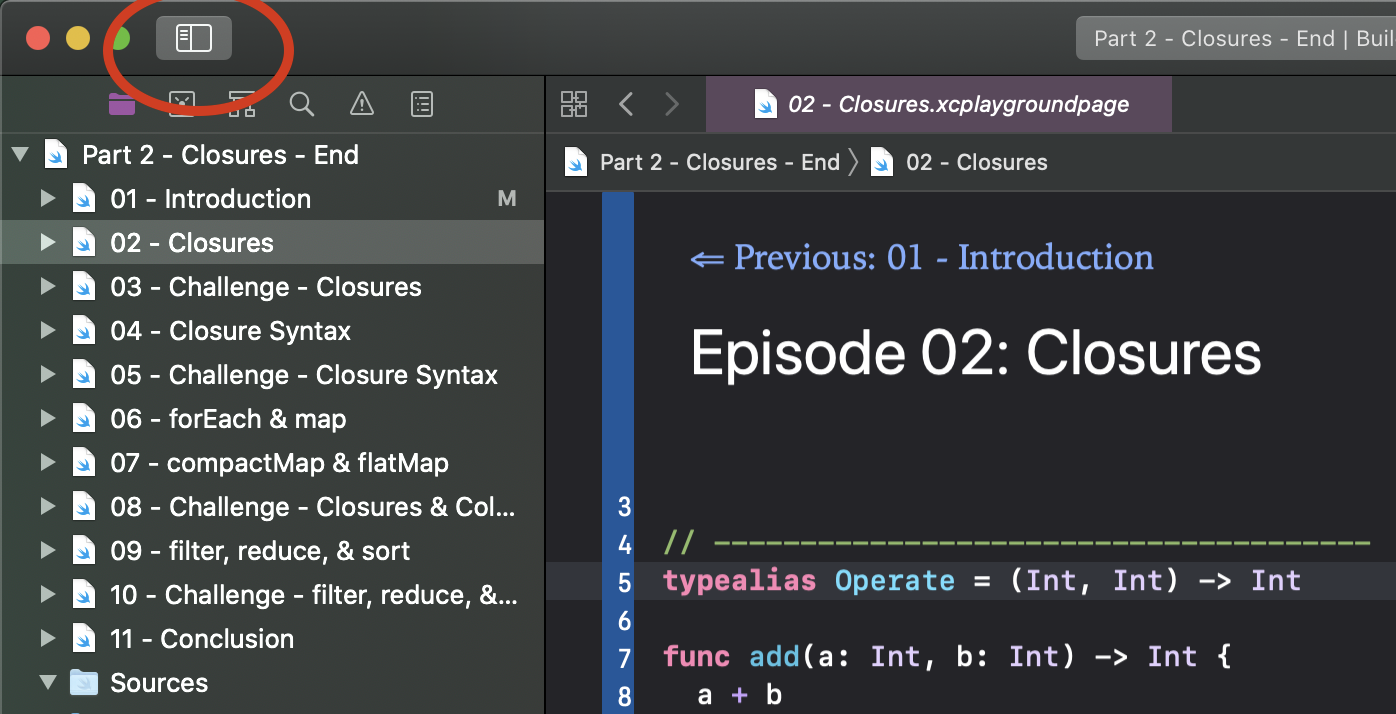 Part 2 - Closures - End | Buil
02 - Closures.xcplaygroundpage
Part 2 - Closures - End
01 - Introduction M
02 - Closures
03 - Challenge - Closures
04 - Closure Syntax
05 - Challenge - Closure Syntax
06 - forEach & map
07 - compactMap & flatMap
08 - Challenge - Closures & Col...
09 - filter, reduce, & sort
10 - Challenge - filter, reduce, &...
11 - Conclusion
Sources
Part 2 - Closures - End 〉 02 - Closures
⇐ Previous: 01 - Introduction
Episode 02: Closures
3
4 // --------------------------------------
5 typealias Operate = (Int, Int) -> Int
6
7 func add(a: Int, b: Int) -> Int {
8 a + b